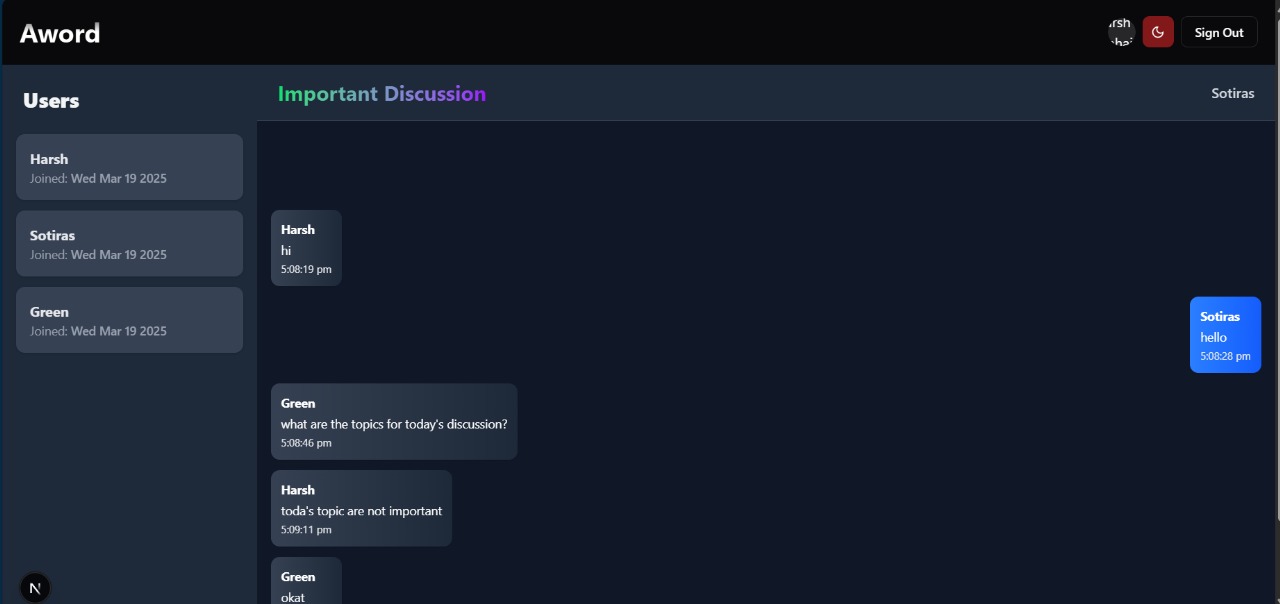 Aword
Sign Out
Users
Harsh
Joined: Wed Mar 19 2025
Sotiras
Joined: Wed Mar 19 2025
Green
Joined: Wed Mar 19 2025
N
Important Discussion
Sotiras
Harsh
hi
5:08:19 pm
Sotiras
hello
5:08:28 pm
Green
what are the topics for today's discussion?
5:08:46 pm
Harsh
toda's topic are not important
5:09:11 pm
Green
okat